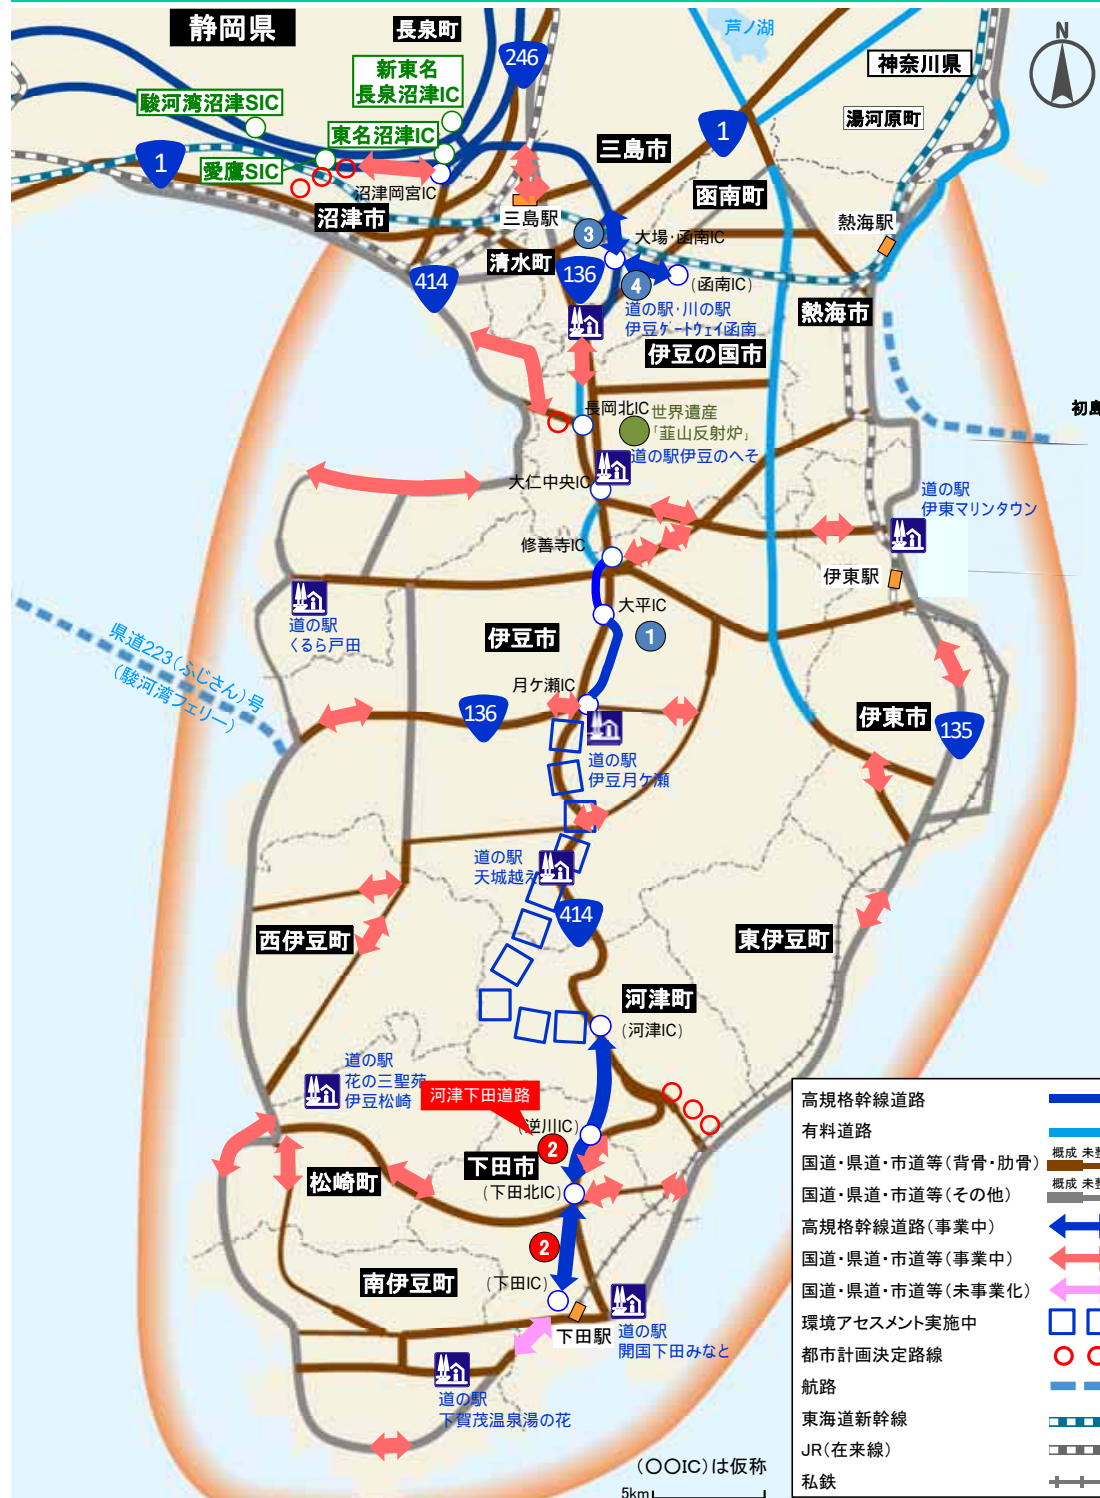 静岡県
長泉町
芦ノ湖
N
246
新東名
長泉沼津IC
神奈川県
駿河湾沼津SIC
湯河原町
1
東名沼津IC
1
三島市
愛鷹SIC
沼津岡宮IC
函南町
沼津市
三島駅
熱海駅
3
大場・函南IC
清水町
136
414
4
(函南IC)
道の駅・川の駅
伊豆ゲートウェイ函南
熱海市
伊豆の国市
長岡北IC
世界遺産
「韮山反射炉」
道の駅伊豆のへそ
大仁中央IC
道の駅
伊東マリンタウン
修善寺IC
伊東駅
大平IC
道の駅
くるら戸田
伊豆市
1
県道223(ふじさん)号
(駿河湾フェリー)
月ケ瀬IC
136
伊東市
135
道の駅
伊豆月ケ瀬
道の駅
天城越え
414
西伊豆町
東伊豆町
河津町
(河津IC)
道の駅
花の三聖苑
伊豆松崎
河津下田道路
(逆川IC)
2
下田市
松崎町
(下田北IC)
2
南伊豆町
(下田IC)
下田駅
道の駅
開国下田みなと
道の駅
下賀茂温泉湯の花
高規格幹線道路
有料道路
国道・県道・市道等(背骨・肋骨)
概成 未
国道・県道・市道等(その他)
概成 未
高規格幹線道路(事業中)
国道・県道・市道等(事業中)
国道・県道・市道等(未事業化)
環境アセスメント実施中
都市計画決定路線
航路
東海道新幹線
JR(在来線)
私鉄
(〇〇IC)は仮称
5km